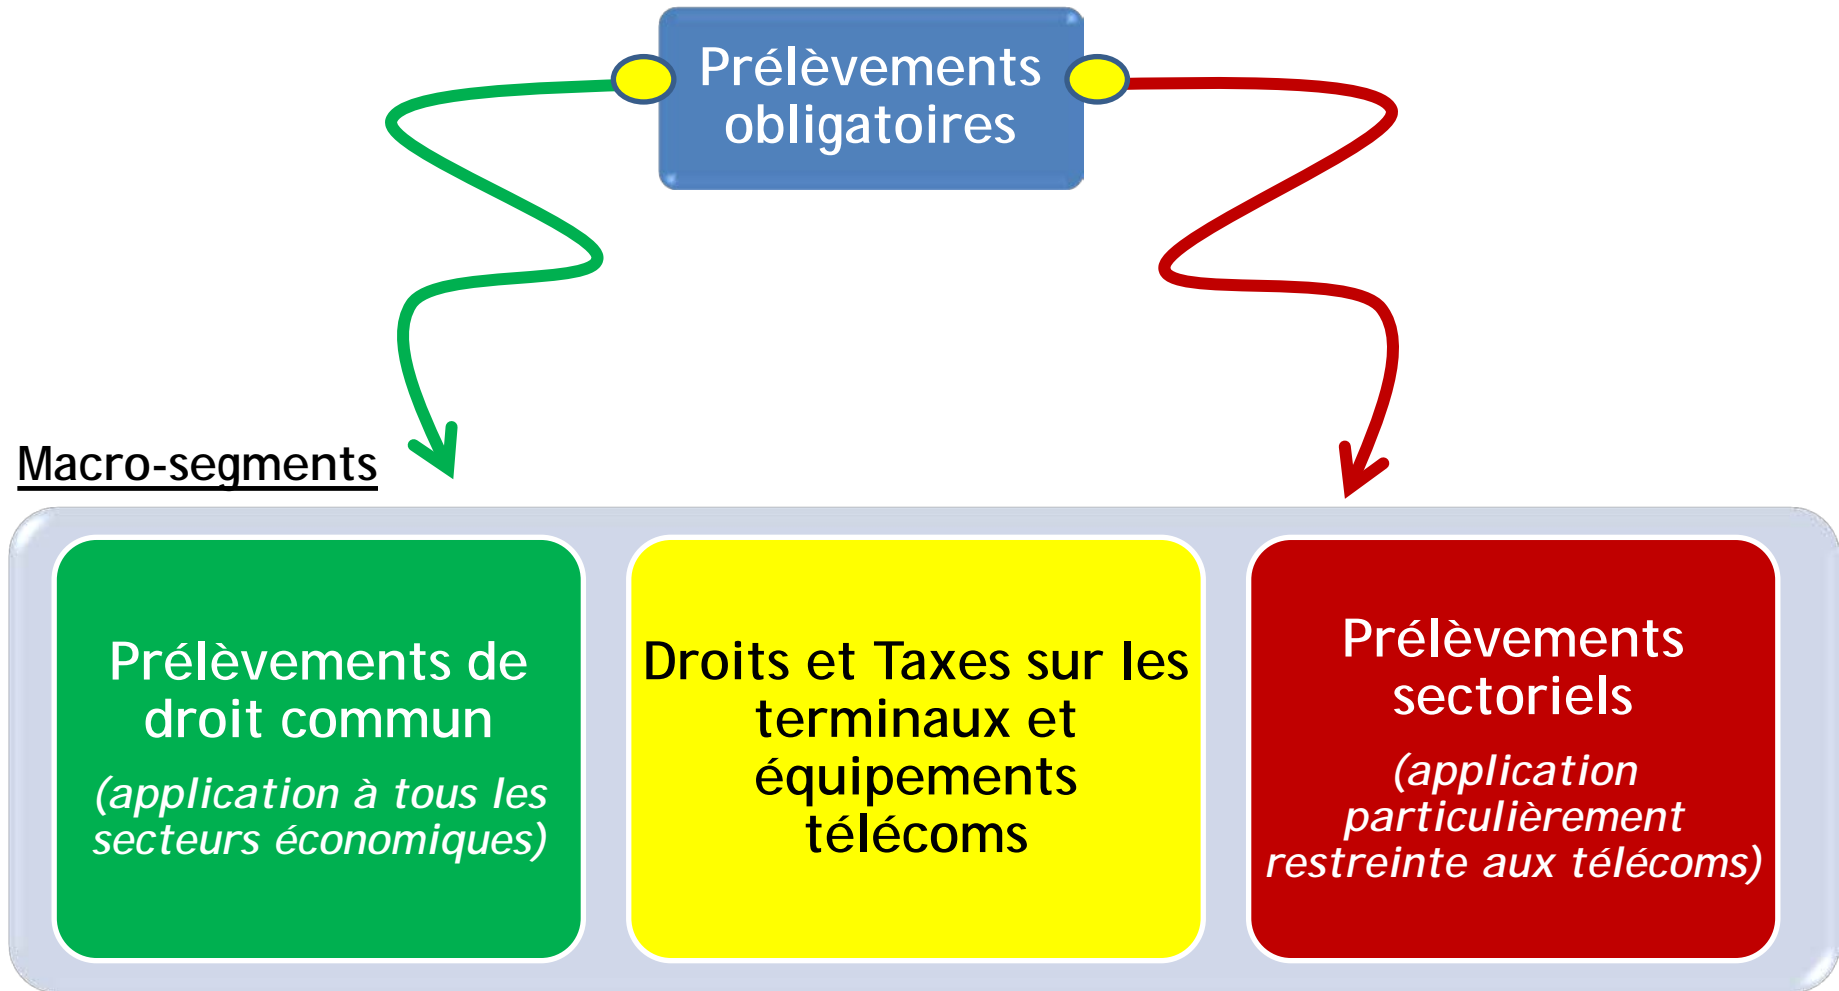 Prélèvements
obligatoires
Macro-segments
Prélèvements de
droit commun
(application à tous les
secteurs économiques)
Droits et Taxes sur les
terminaux et
équipements
télécoms
Prélèvements
sectoriels
(application
particulièrement
restreinte aux télécoms)